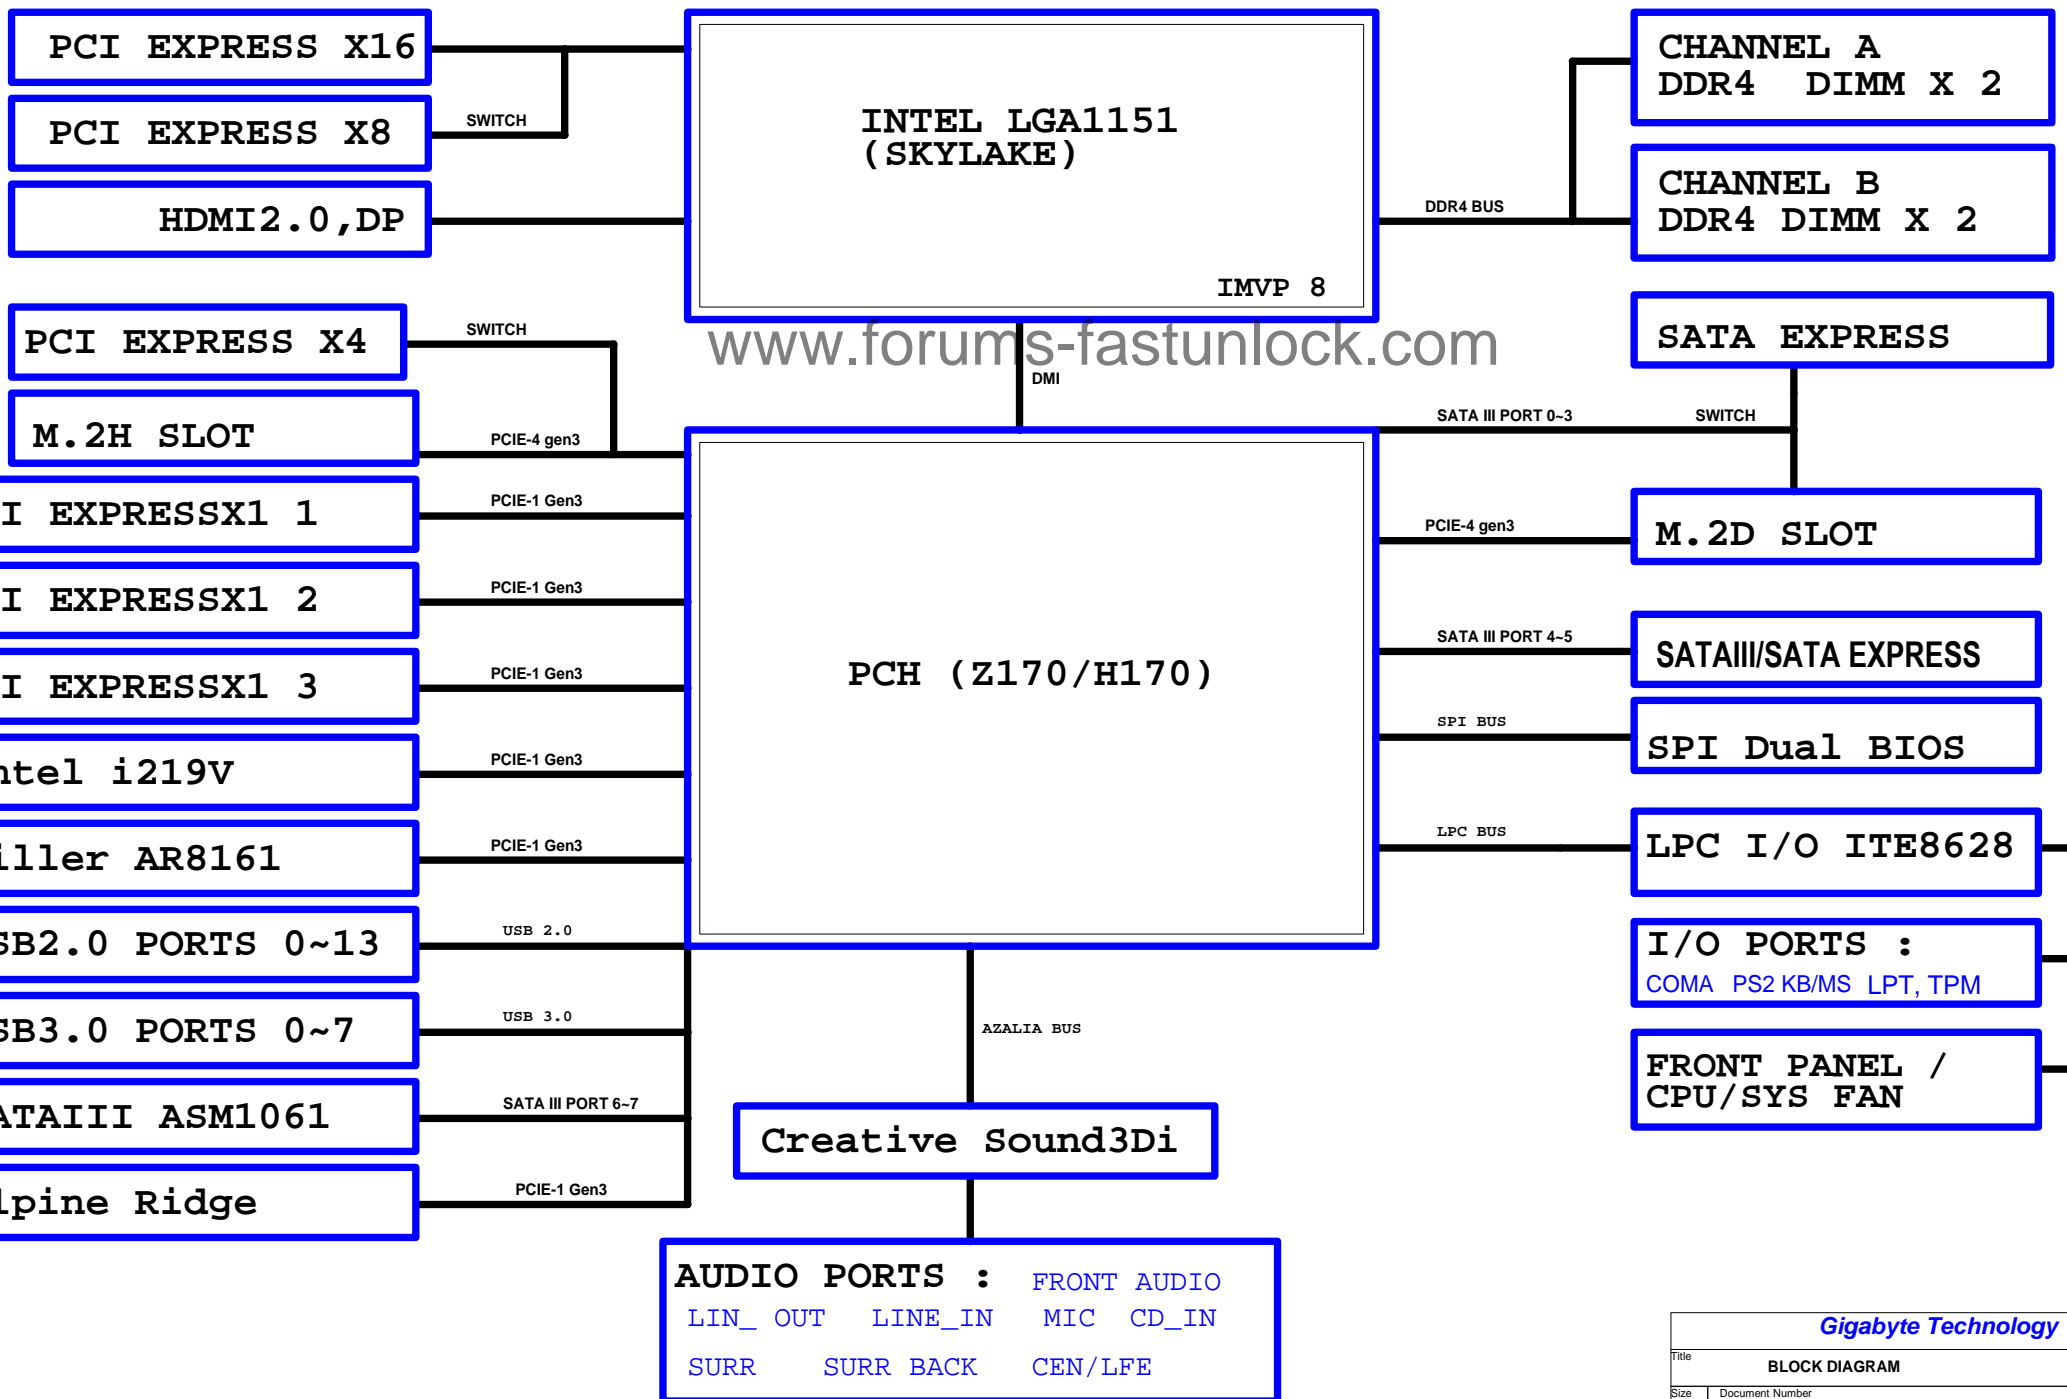 PCI EXPRESS X16
PCI EXPRESS X8
SWITCH
HDMI2.0,DP
INTEL LGA1151
(SKYLAKE)
IMVP 8
CHANNEL A
DDR4 DIMM X 2
CHANNEL B
DDR4 DIMM X 2
DDR4 BUS
PCI EXPRESS X4
SWITCH
www.forums-fastunlock.com
DMI
SATA EXPRESS
SATA III PORT 0~3
SWITCH
M.2H SLOT
PCIE-4 gen3
I EXPRESSX1 1
PCIE-1 Gen3
I EXPRESSX1 2
PCIE-1 Gen3
I EXPRESSX1 3
PCIE-1 Gen3
ntel i219V
PCIE-1 Gen3
iller AR8161
PCIE-1 Gen3
SB2.0 PORTS 0~13
USB 2.0
SB3.0 PORTS 0~7
USB 3.0
ATAIII ASM1061
SATA III PORT 6~7
lpine Ridge
PCIE-1 Gen3
PCH (Z170/H170)
PCIE-4 gen3
M.2D SLOT
SATA III PORT 4~5
SATAIII/SATA EXPRESS
SPI BUS
SPI Dual BIOS
LPC BUS
LPC I/O ITE8628
I/O PORTS :
COMA PS2 KB/MS LPT, TPM
FRONT PANEL /
CPU/SYS FAN
AZALIA BUS
Creative Sound3Di
AUDIO PORTS : FRONT AUDIO
LIN_ OUT LINE_IN MIC CD_IN
SURR SURR BACK CEN/LFE
Gigabyte Technology
Title
BLOCK DIAGRAM
Size Document Number